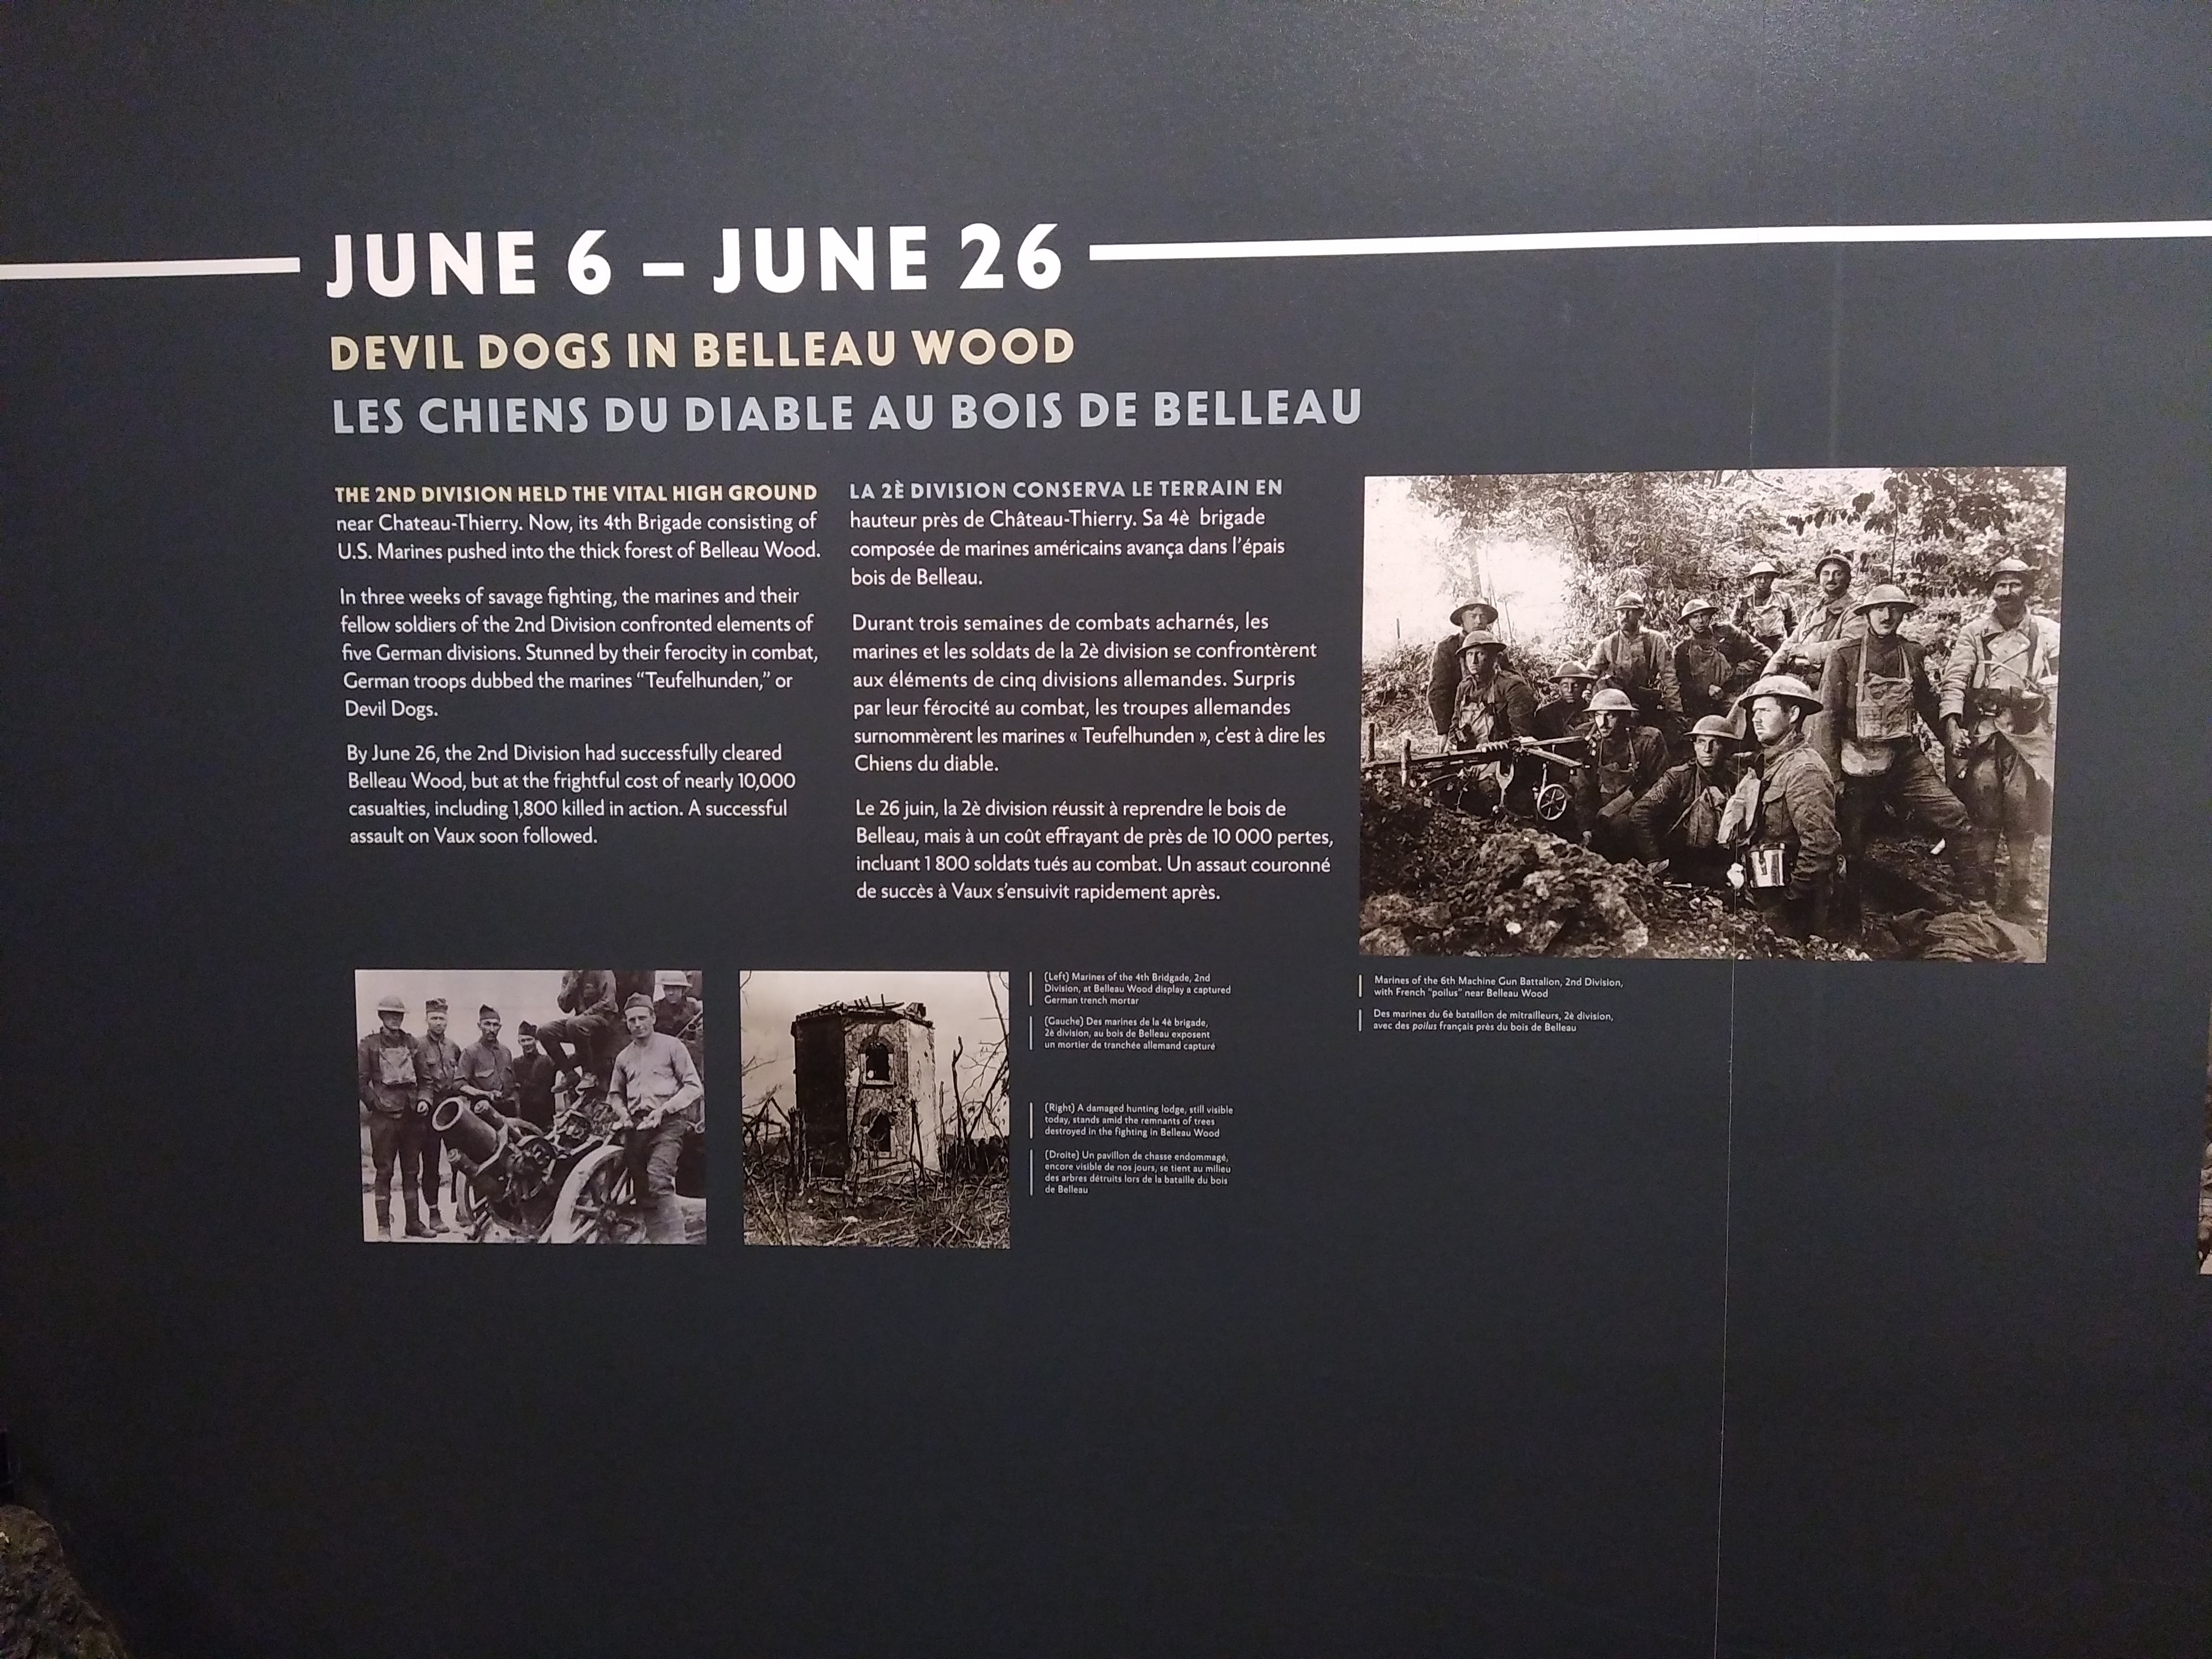 JUNE 6 – JUNE 26
DEVIL DOGS IN BELLEAU WOOD
LES CHIENS DU DIABLE AU BOIS DE BELLEAU
THE 2ND DIVISION HELD THE VITAL HIGH GROUND
near Chateau-Thierry. Now, its 4th Brigade consisting of
U.S. Marines pushed into the thick forest of Belleau Wood.
In three weeks of savage fighting, the marines and their
fellow soldiers of the 2nd Division confronted elements of
five German divisions. Stunned by their ferocity in combat,
German troops dubbed the marines “Teufelhunden,” or
Devil Dogs.
By June 26, the 2nd Division had successfully cleared
Belleau Wood, but at the frightful cost of nearly 10,000
casualties, including 1,800 killed in action. A successful
assault on Vaux soon followed.
LA 2È DIVISION CONSERVA LE TERRAIN EN
hauteur près de Château-Thierry. Sa 4è brigade
composée de marines américains avança dans l’épais
bois de Belleau.
Durant trois semaines de combats acharnés, les
marines et les soldats de la 2è division se confrontèrent
aux éléments de cinq divisions allemandes. Surpris
par leur férocité au combat, les troupes allemandes
surnommèrent les marines « Teufelhunden », c’est à dire les
Chiens du diable.
Le 26 juin, la 2è division réussit à reprendre le bois de
Belleau, mais à un coût effrayant de près de 10 000 pertes,
incluant 1 800 soldats tués au combat. Un assaut couronné
de succès à Vaux s’ensuivit rapidement après.
(Left) Marines of the 4th Bridgade, 2nd
Division, at Belleau Wood display a captured
German trench mortar
(Gauche) Des marines de la 4è brigade,
2è division, au bois de Belleau exposent
un mortier de tranchée allemand capturé
(Right) A damaged hunting lodge, still visible
today, stands amid the remnants of trees
destroyed in the fighting in Belleau Wood
(Droite) Un pavillon de chasse endommagé,
encore visible de nos jours, se tient au milieu
des arbres détruits lors de la bataille du bois
de Belleau
Marines of the 6th Machine Gun Battalion, 2nd Division,
with French “poilus” near Belleau Wood
Des marines du 6è bataillon de mitrailleurs, 2è division,
avec des poilus français près du bois de Belleau